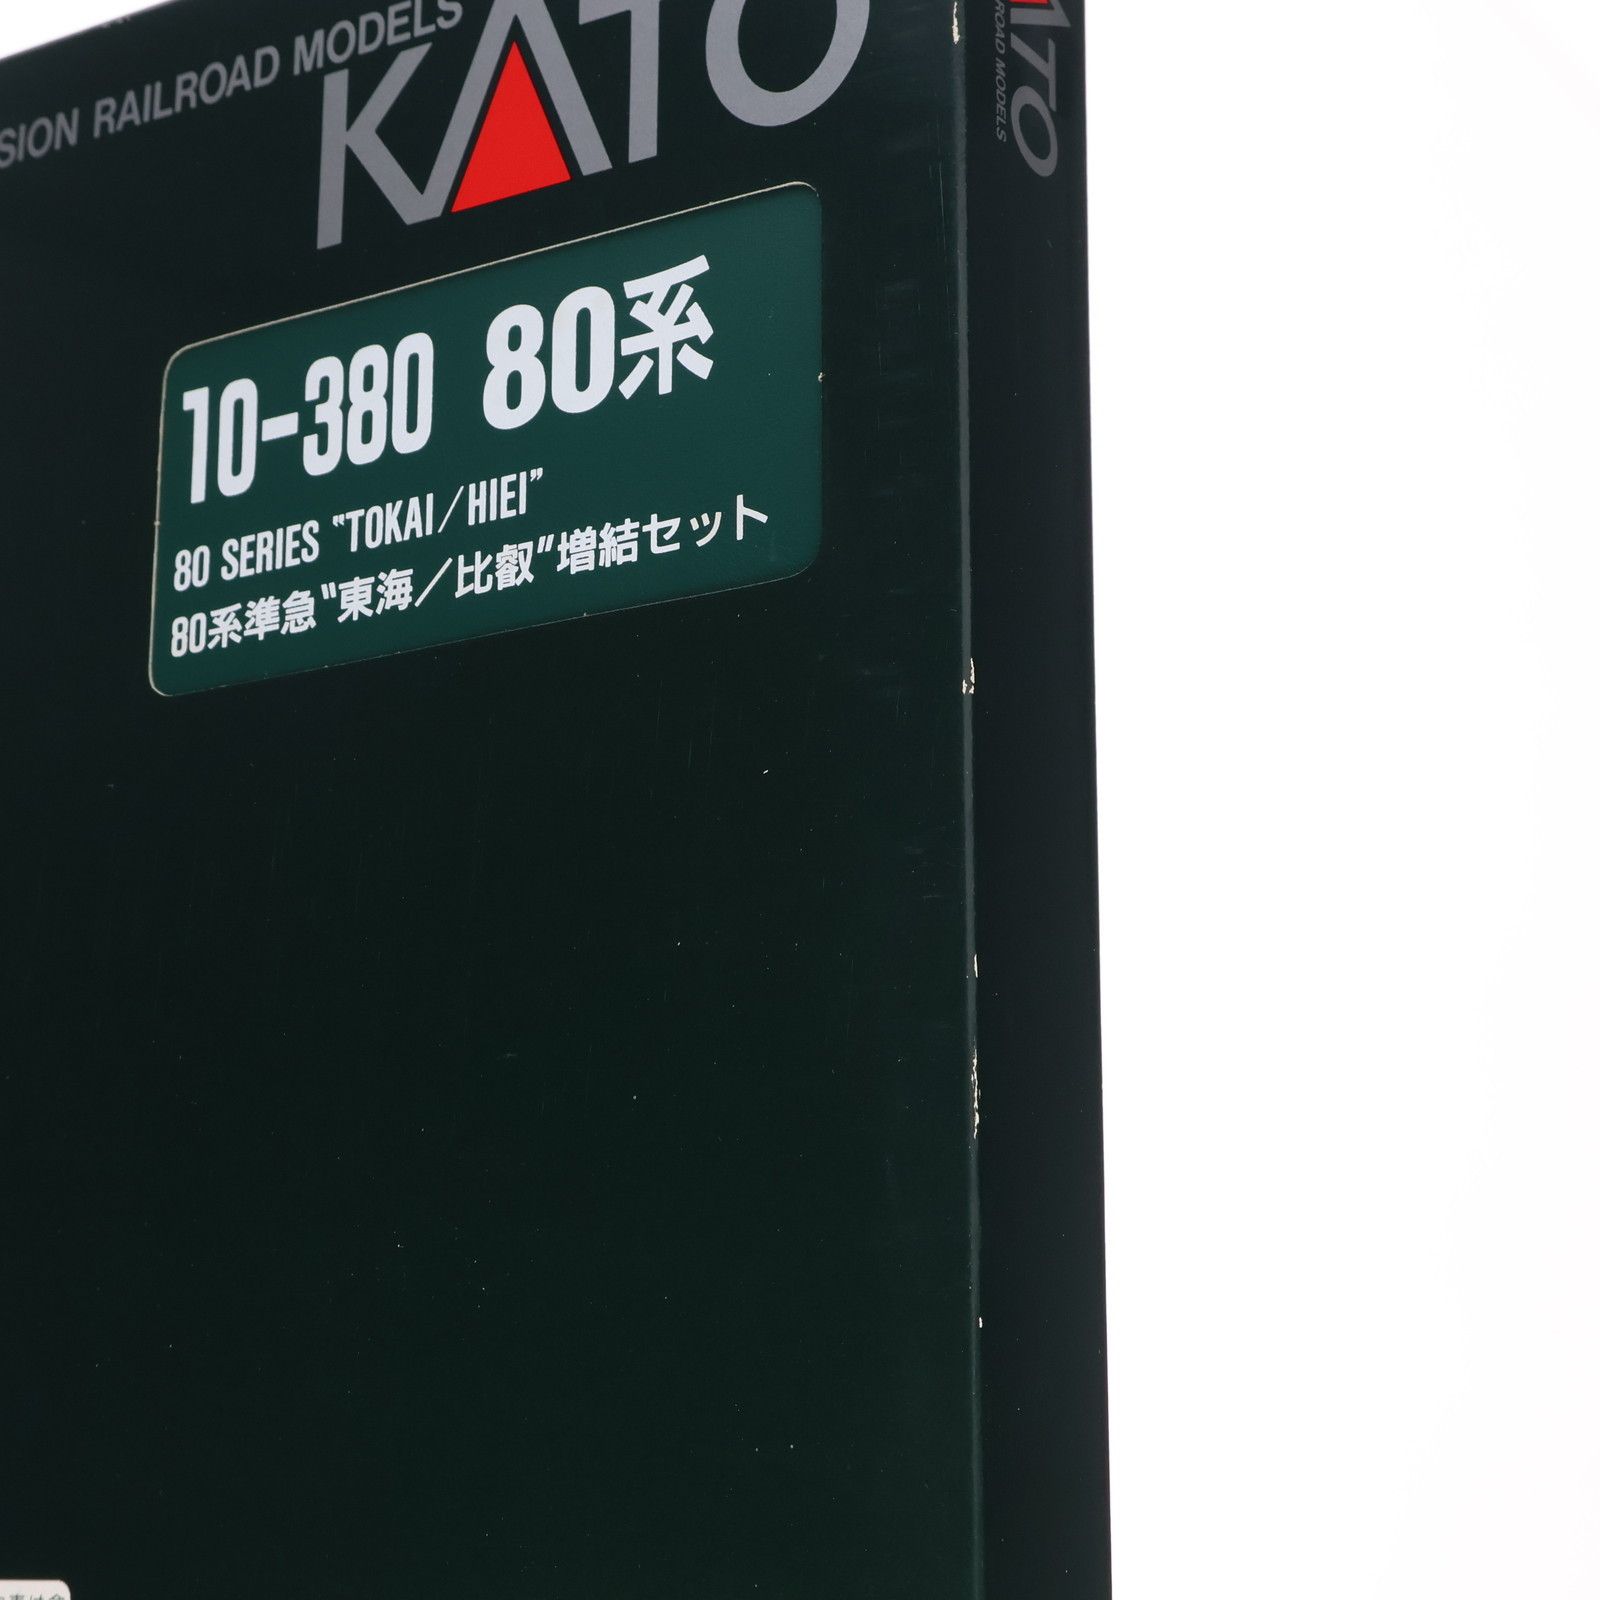 SION RAILROAD MODELS
KATO
10-380 80系
80 SERIES "TOKAI/HIEI"
80系準急"東海／比叡"増結セット
ATO
ROAD MODELS